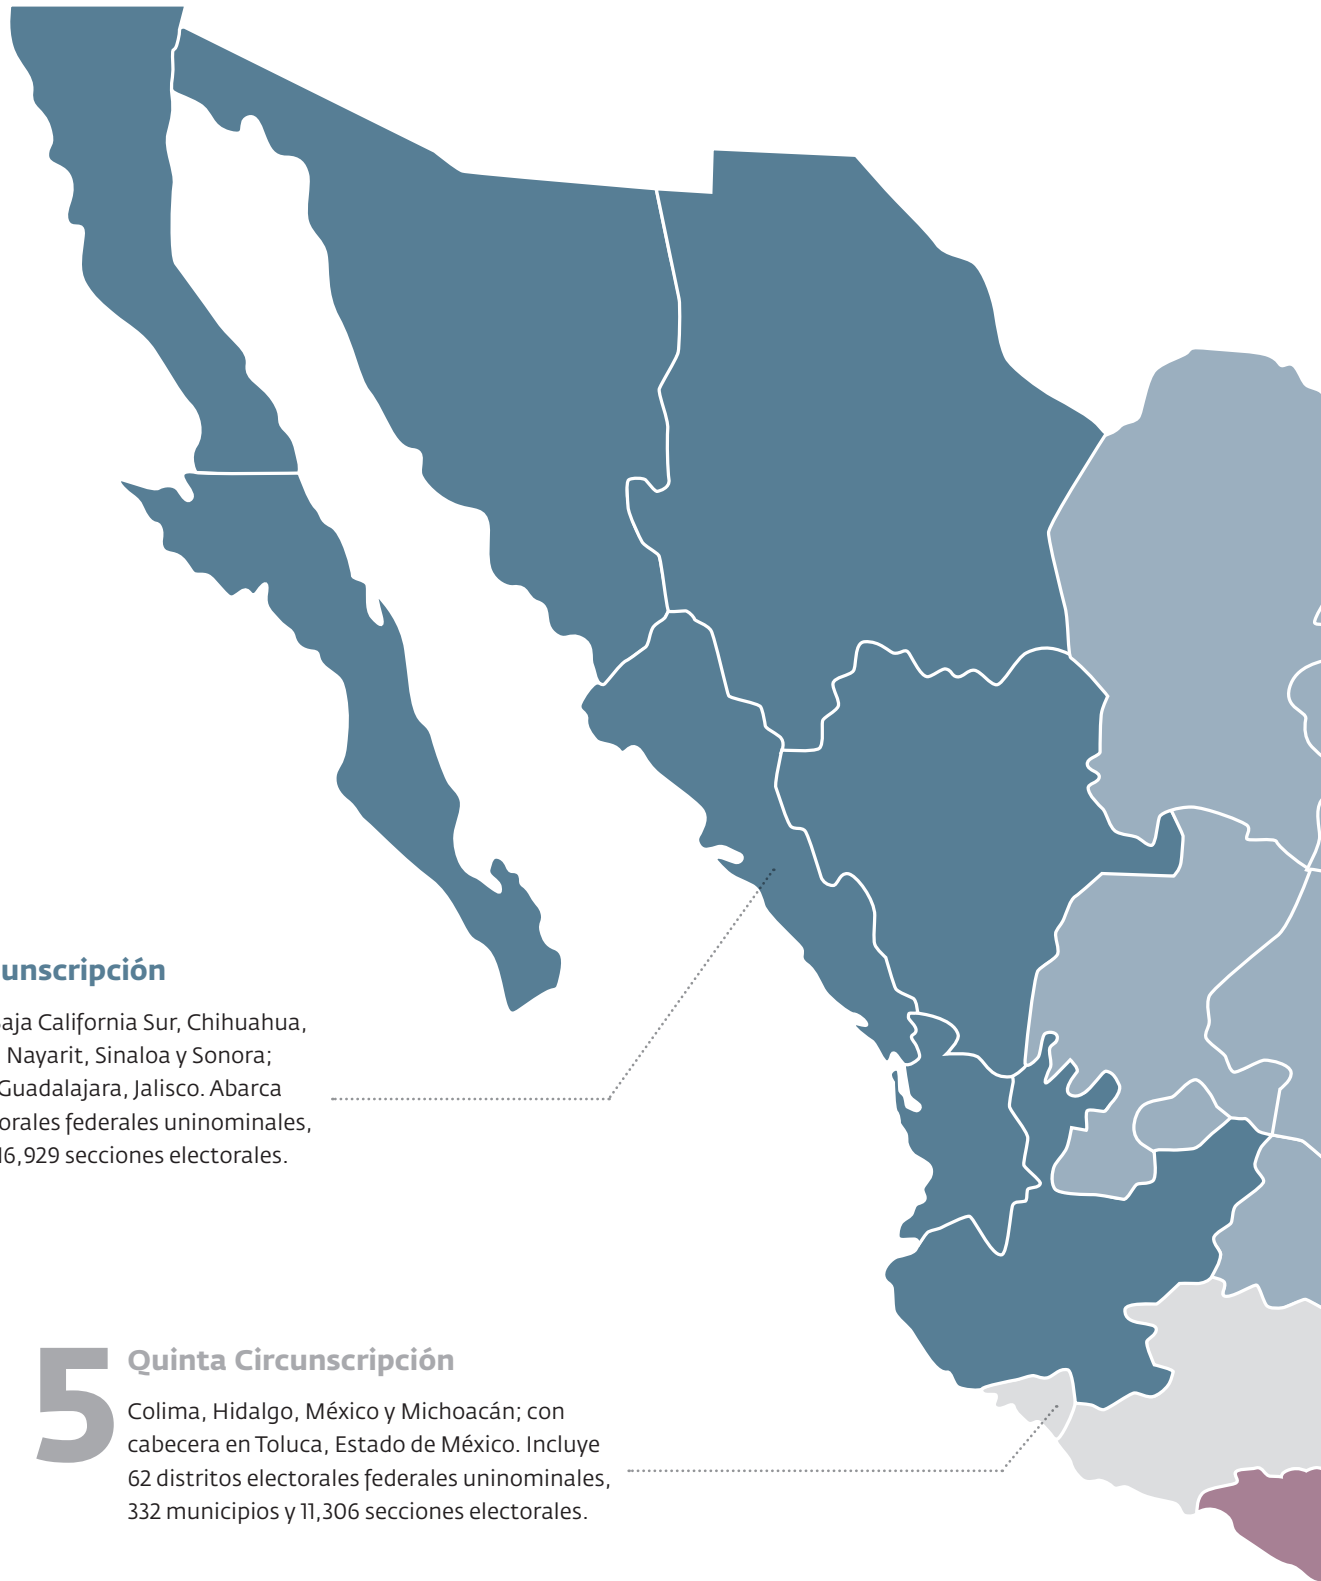 unscripción
aja California Sur, Chihuahua,
Nayarit, Sinaloa y Sonora;
Guadalajara, Jalisco. Abarca
orales federales uninominales,
16,929 secciones electorales.
5
Quinta Circunscripción
Colima, Hidalgo, México y Michoacán; con
cabecera en Toluca, Estado de México. Incluye
62 distritos electorales federales uninominales,
332 municipios y 11,306 secciones electorales.